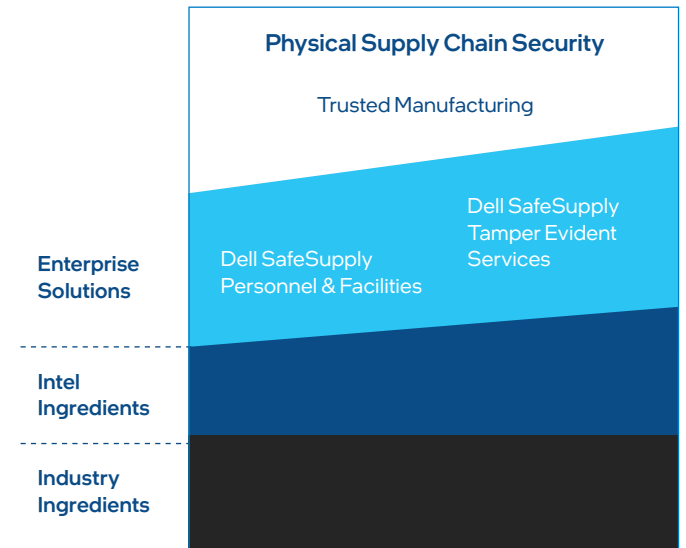 Physical Supply Chain Security
Trusted Manufacturing
Dell SafeSupply
Tamper Evident
Services
Dell SafeSupply
Personnel & Facilities
Enterprise
Solutions
Intel
Ingredients
Industry
Ingredients